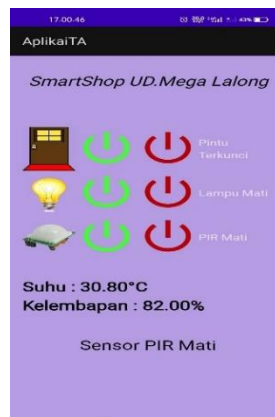 17.00.46
AplikaiTA
SmartShop UD.Mega Lalong
Pintu
Terkunci
Lampu Mati
PIR Mati
Suhu : 30.80°C
Kelembapan : 82.00%
Sensor PIR Mati